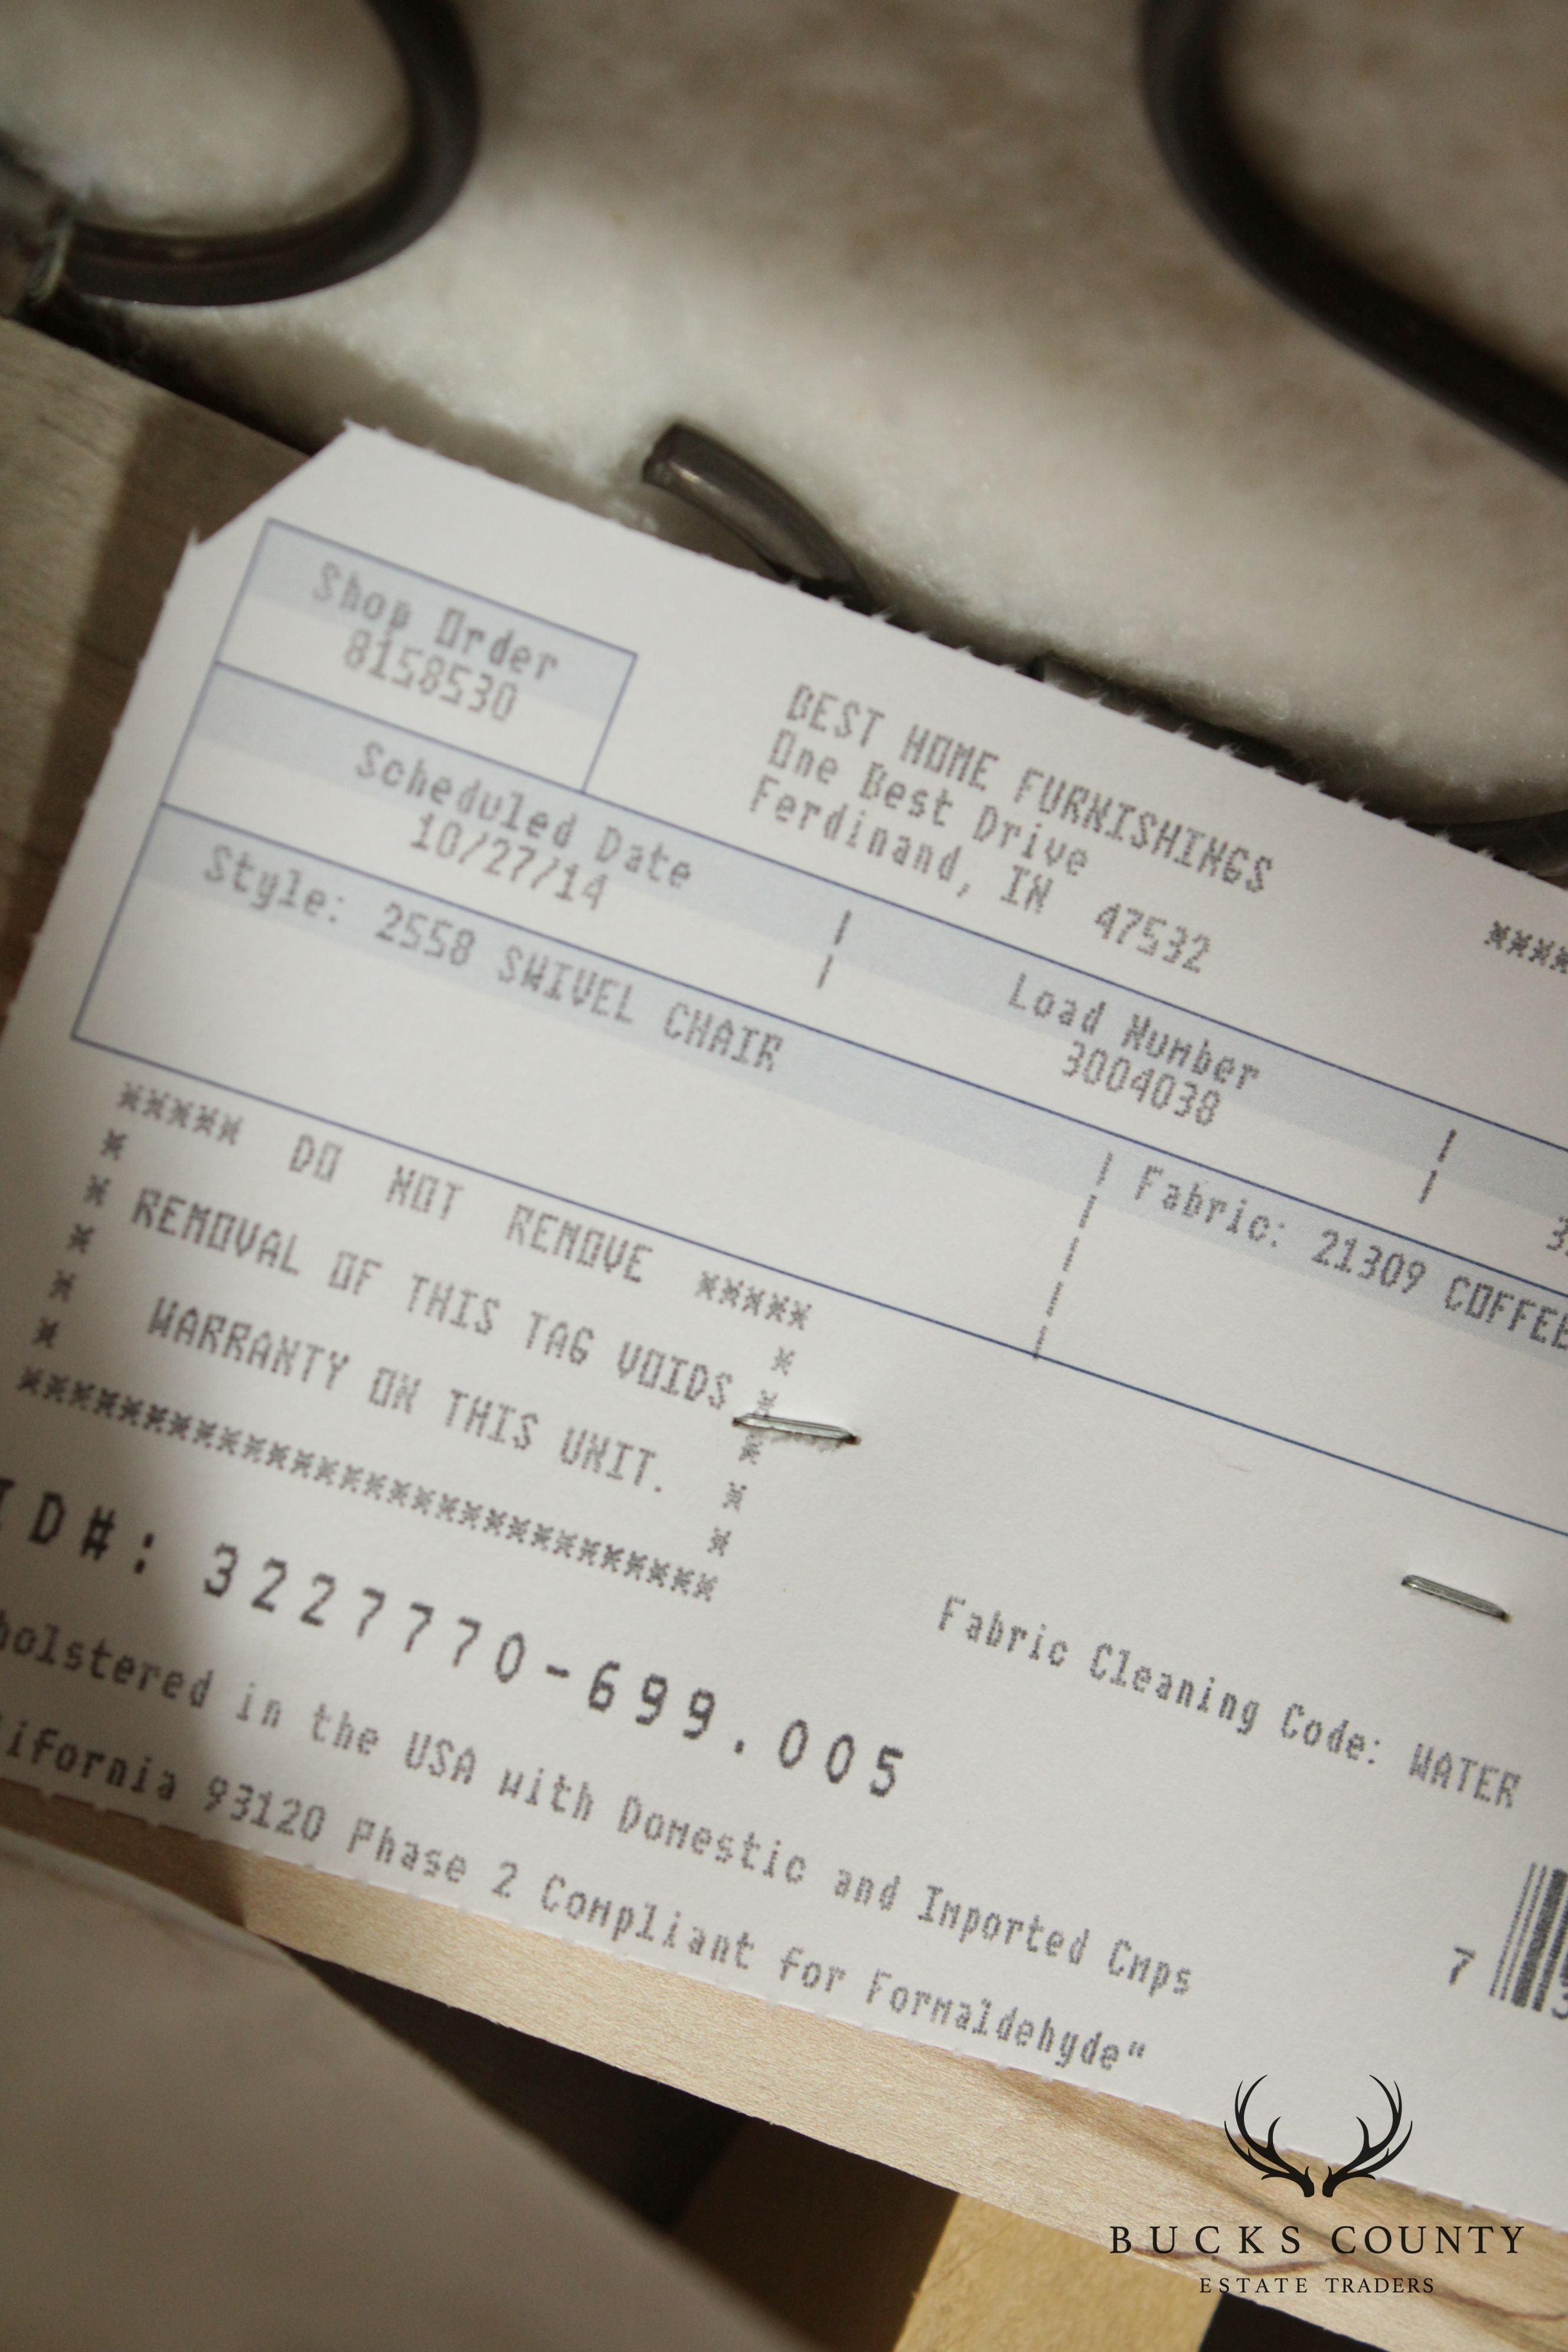 Shop Order
8158530
BEST HOME FURNISHINGS
One Best Drive
Ferdinand, IN 47532
*****
Scheduled Date
10/27/14
Load Number
3004038
Style: 2558 SWIVEL CHAIR
Fabric: 21309 COFFEE
***** DO NOT REMOVE *****
* REMOVAL OF THIS TAG VOIDS *
* WARRANTY ON THIS UNIT. *
*************************
ID#: 3227770-699.005
Fabric Cleaning Code: WATER
holstered in the USA with Domestic and Imported Cmps
lifornia 93120 Phase 2 Compliant for Formaldehyde"
7
BUCKS COUNTY
ESTATE TRADERS